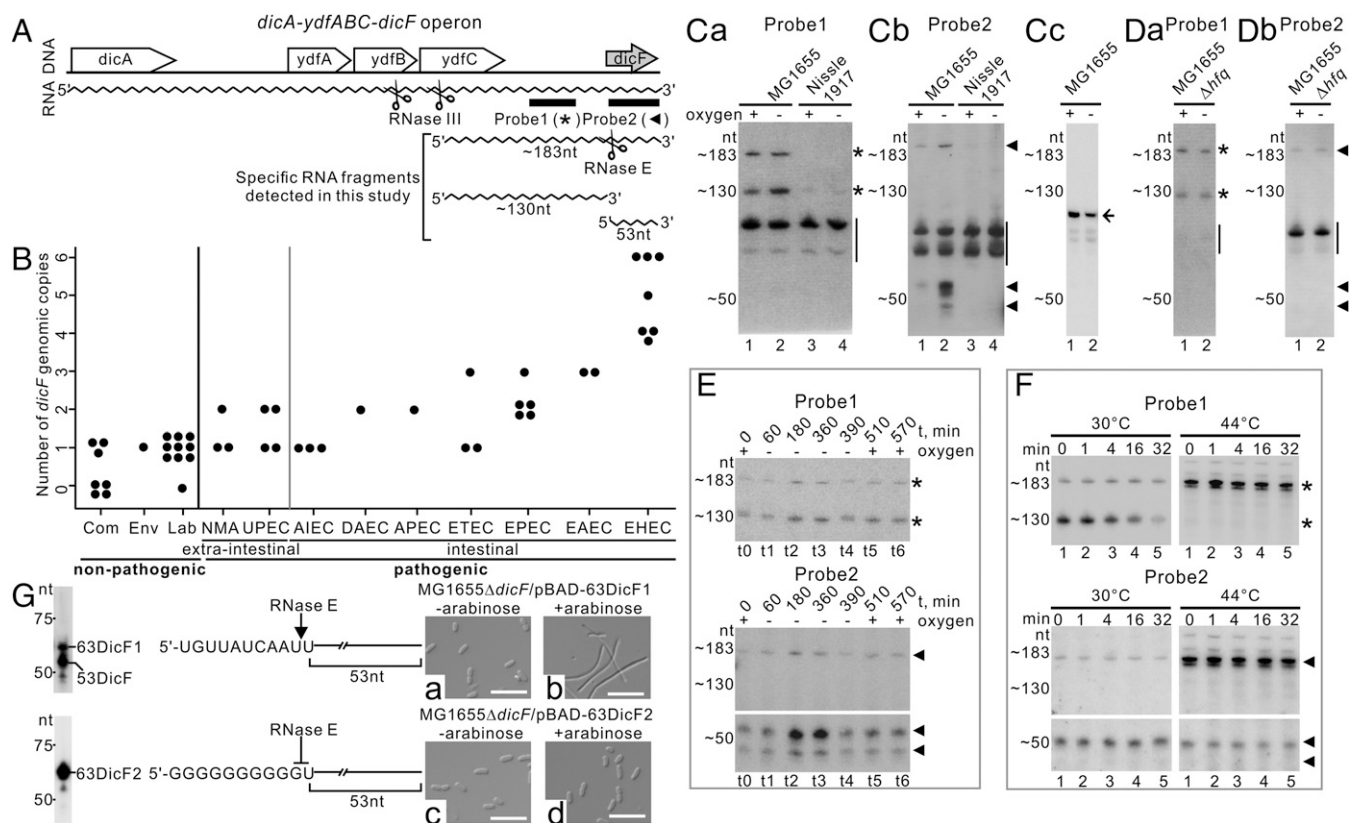 A
dicA-ydfABC-dicF operon
DNA
dicA
ydfA
ydfB
ydfC
dicF
RNA
5'
3'
RNase III
Probe1 (*)
Probe2 (◄)
5'
3'
~183nt
RNase E
Specific RNA fragments
detected in this study
5'
3'
~130nt
5'
3'
53nt
B
Number of dicF genomic copies
6
5
4
3
2
1
0
Com Env Lab NMA UPEC AIEC DAEC APEC ETEC EPEC EAEC EHEC
extra-intestinal
intestinal
non-pathogenic
pathogenic
Ca
Probe1
MG1655
Nissle
1917
oxygen + - + -
nt
~183
*
~130
*
1 2 3 4
Cb
Probe2
MG1655
Nissle
1917
+ - + -
nt
~183
◄
~130
◄
~50
◄
1 2 3 4
Cc
MG1655
+ -
nt
~183
~130
←
~50
1 2
Da
Probe1
MG1655
Δhfq
nt
~183
*
~130
*
~50
1 2
Db
Probe2
MG1655
Δhfq
nt
~183
◄
~130
◄
~50
◄
1 2
E
Probe1
0 60 180 360 390 510 570 t, min
+ - - - - + + oxygen
nt
~183
*
~130
*
t0 t1 t2 t3 t4 t5 t6
Probe2
0 60 180 360 390 510 570 t, min
+ - - - - + + oxygen
nt
~183
◄
~130
~50
◄
◄
t0 t1 t2 t3 t4 t5 t6
F
Probe1
30°C
44°C
min 0 1 4 16 32
0 1 4 16 32
nt
~183
*
~130
*
1 2 3 4 5
1 2 3 4 5
Probe2
30°C
44°C
min 0 1 4 16 32
0 1 4 16 32
nt
~183
◄
~130
~50
◄
◄
1 2 3 4 5
1 2 3 4 5
G
nt
75
63DicF1
53DicF
50
RNase E
5'-UGUUAUCAAUU
53nt
MG1655ΔdicF/pBAD-63DicF1
-arabinose
+arabinose
a
b
nt
75
63DicF2
50
RNase E
5'-GGGGGGGGGGU
53nt
MG1655ΔdicF/pBAD-63DicF2
-arabinose
+arabinose
c
d